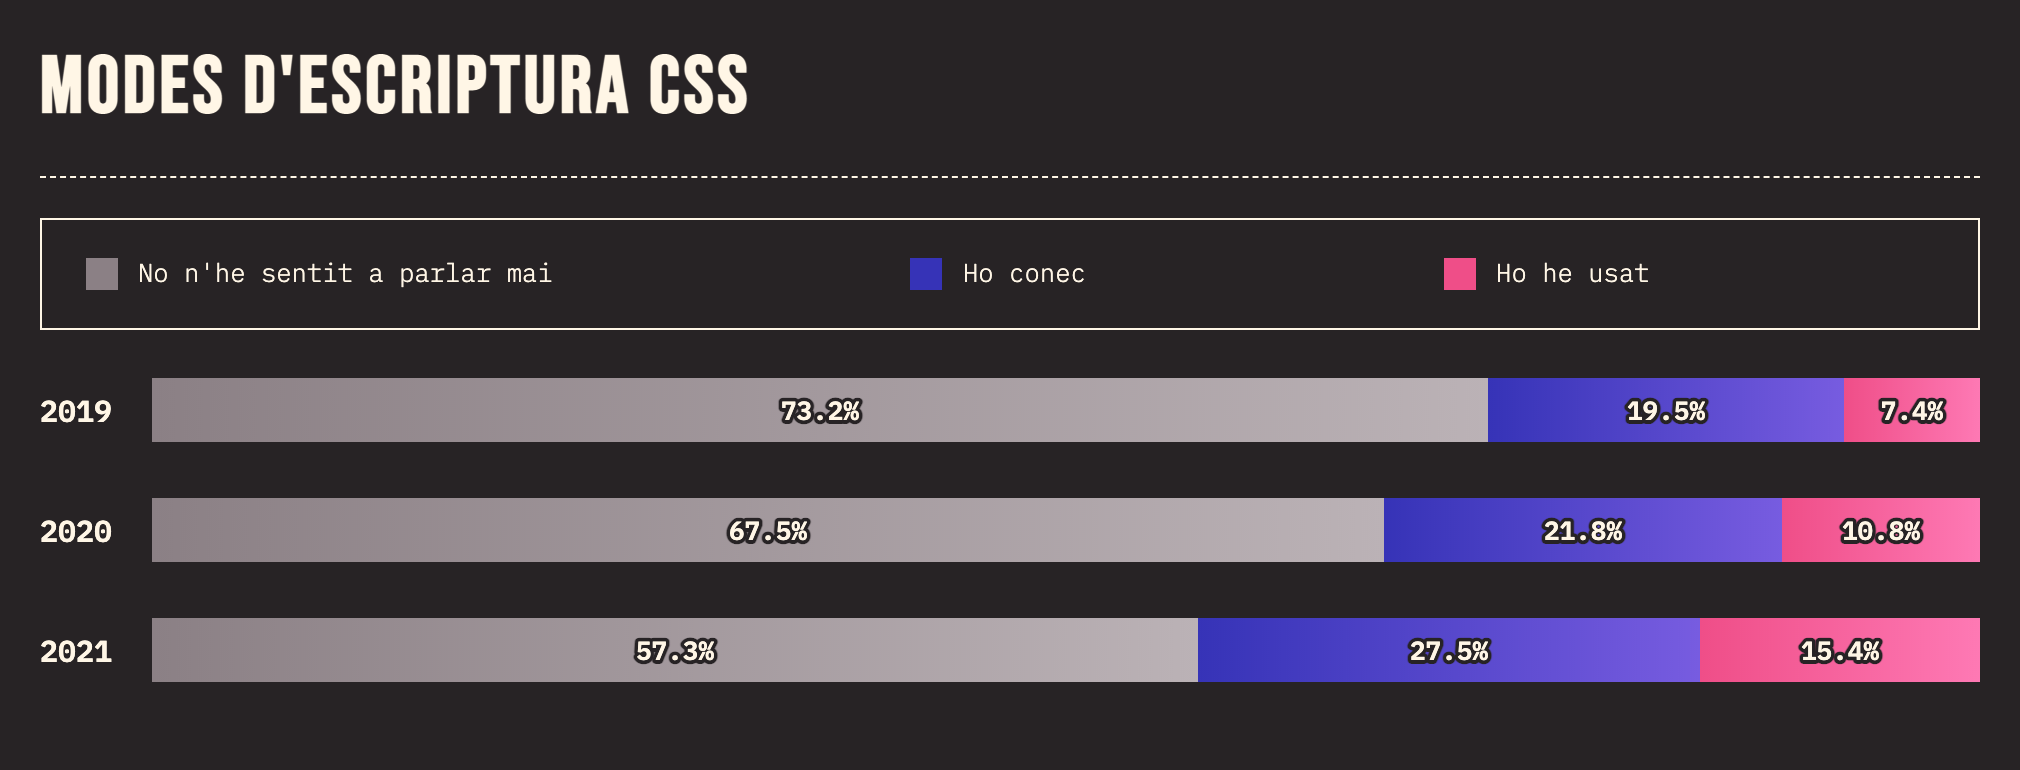 MODES D'ESCRIPTURA CSS
No n'he sentit a parlar mai
Ho conec
Ho he usat
2019 73.2% 19.5% 7.4%
2020 67.5% 21.8% 10.8%
2021 57.3% 27.5% 15.4%